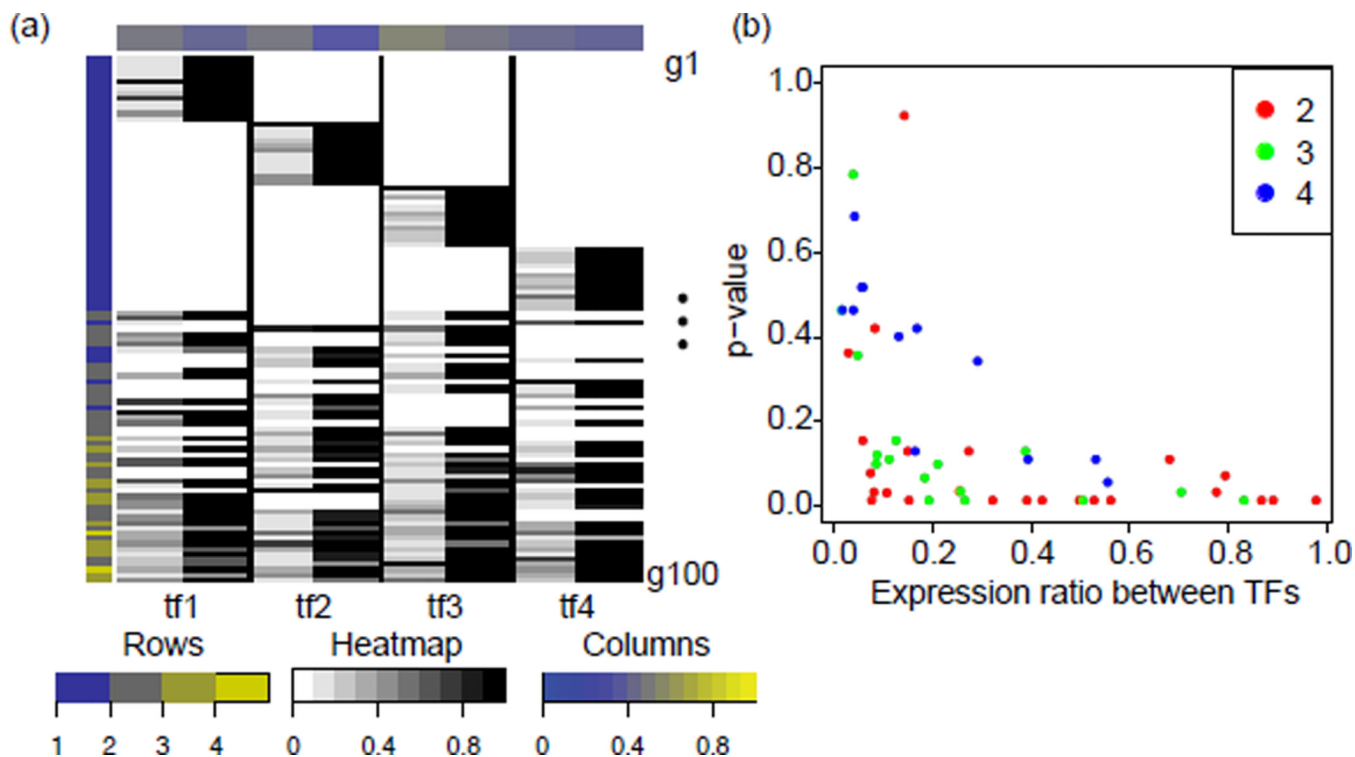 (a)
g1
g100
tf1 tf2 tf3 tf4
Rows Heatmap Columns
1 2 3 4 0 0.4 0.8 0 0.4 0.8
(b)
1.0
0.8
0.6
0.4
0.2
0.0
p-value
2
3
4
0.0 0.2 0.4 0.6 0.8 1.0
Expression ratio between TFs